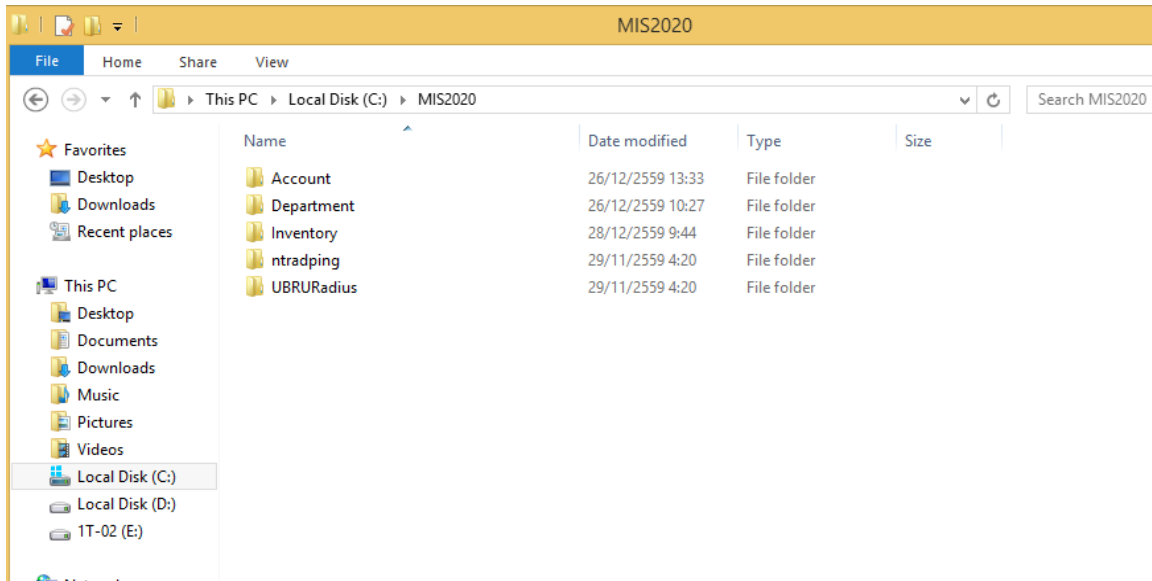 MIS2020
File Home Share View
This PC Local Disk (C:) MIS2020 Search MIS2020
Name Date modified Type Size
Favorites
Desktop
Downloads
Recent places
This PC
Desktop
Documents
Downloads
Music
Pictures
Videos
Local Disk (C:)
Local Disk (D:)
1T-02 (E:)
Account 26/12/2559 13:33 File folder
Department 26/12/2559 10:27 File folder
Inventory 28/12/2559 9:44 File folder
ntradping 29/11/2559 4:20 File folder
UBRURadius 29/11/2559 4:20 File folder